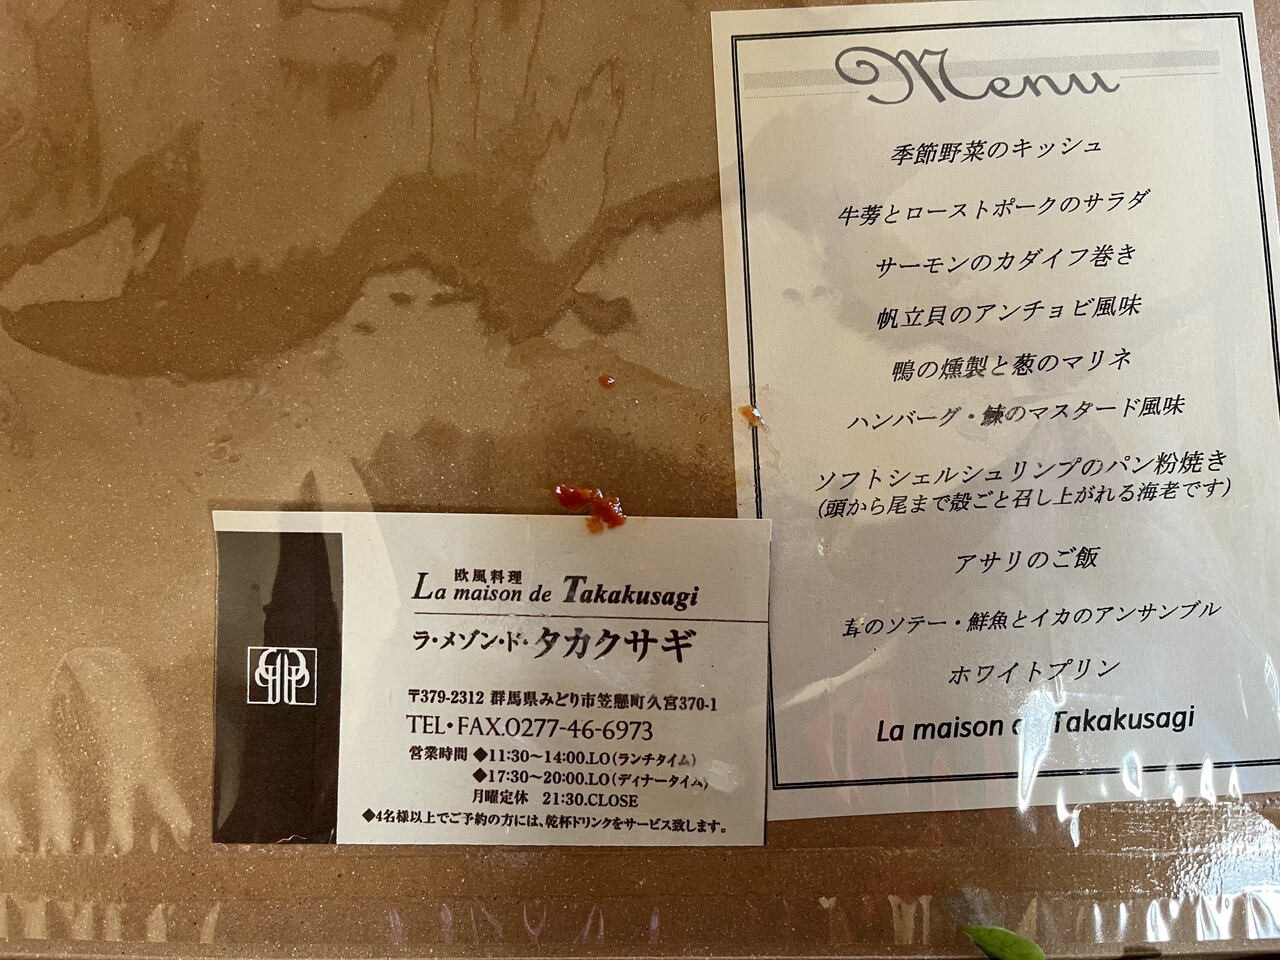 Menu
季節野菜のキッシュ
牛蒡とローストポークのサラダ
サーモンのカダイフ巻き
帆立貝のアンチョビ風味
鴨の燻製と葱のマリネ
ハンバーグ・鰊のマスタード風味
ソフトシェルシュリンプのパン粉焼き
(頭から尾まで殻ごと召し上がれる海老です)
アサリのご飯
茸のソテー・鮮魚とイカのアンサンブル
ホワイトプリン
La maison de Takakusagi
欧風料理
La maison de Takakusagi
ラ・メゾン・ド・タカクサギ
〒379-2312 群馬県みどり市笠懸町久宮370-1
TEL・FAX.0277-46-6973
営業時間 ◆11:30〜14:00.LO(ランチタイム)
◆17:30〜20:00.LO(ディナータイム)
月曜定休 21:30.CLOSE
◆4名様以上でご予約の方には、乾杯ドリンクをサービス致します。